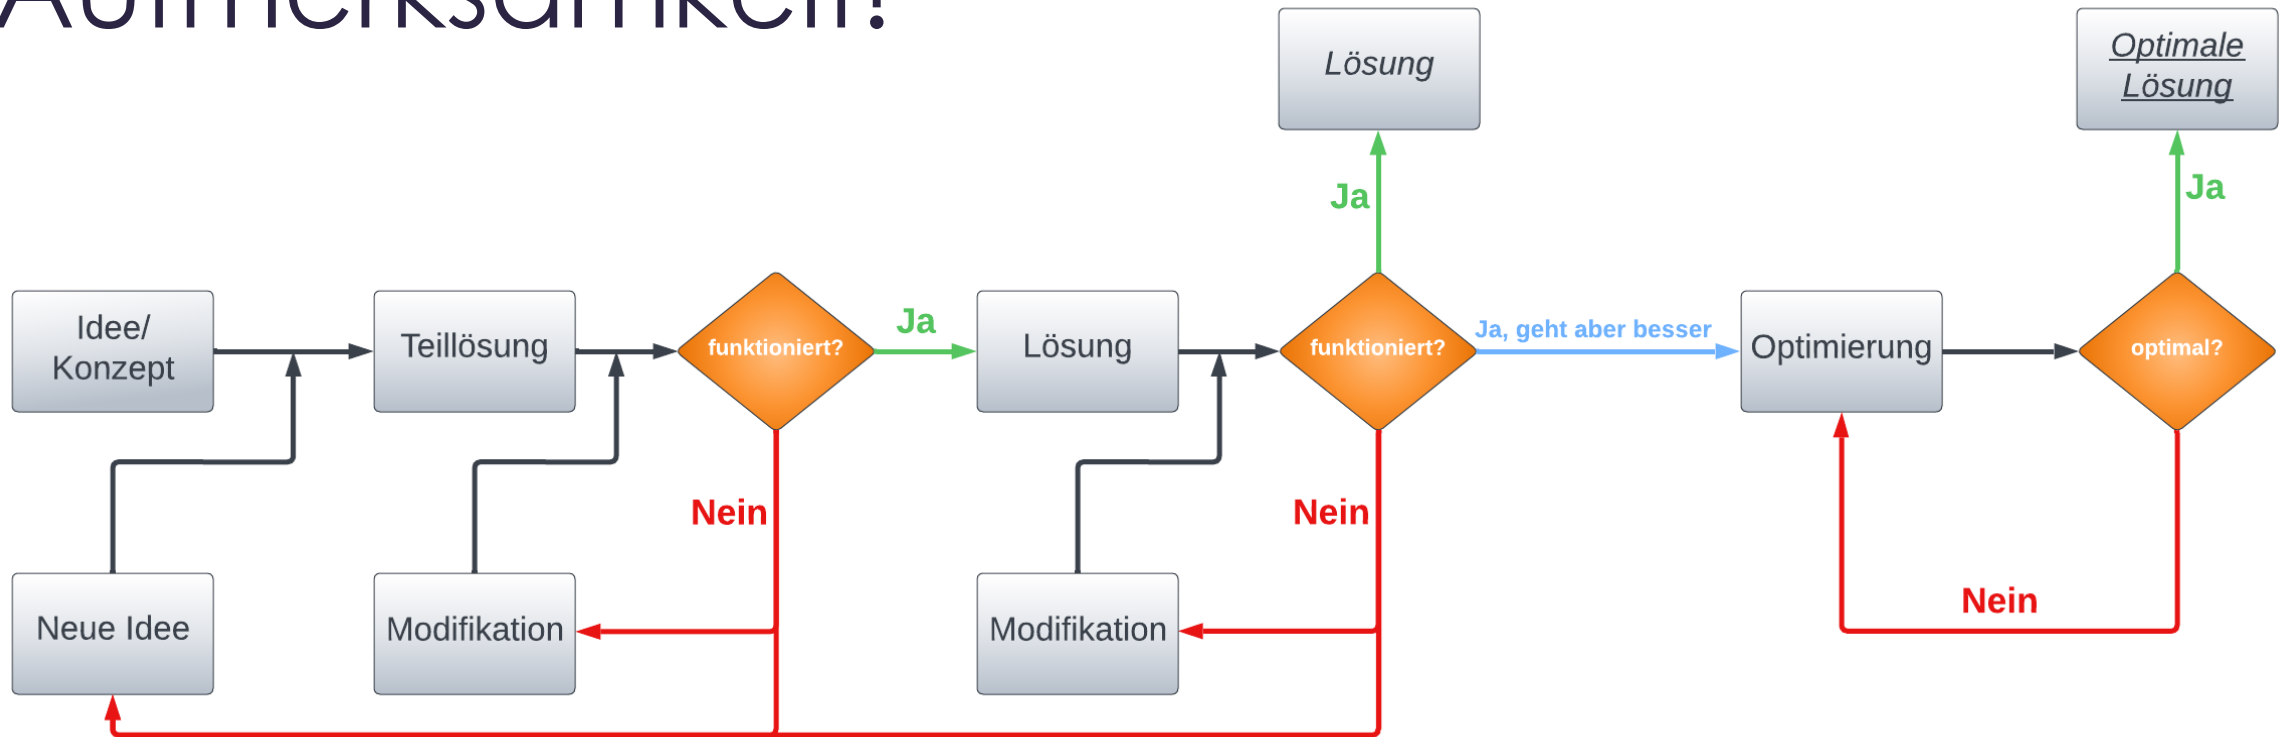 Aufmerksamkeit!
Lösung
Optimale
Lösung
Ja
Ja
Idee/
Konzept
Teillösung
funktioniert?
Ja
Lösung
funktioniert?
Ja, geht aber besser
Optimierung
optimal?
Nein
Nein
Nein
Neue Idee
Modifikation
Modifikation